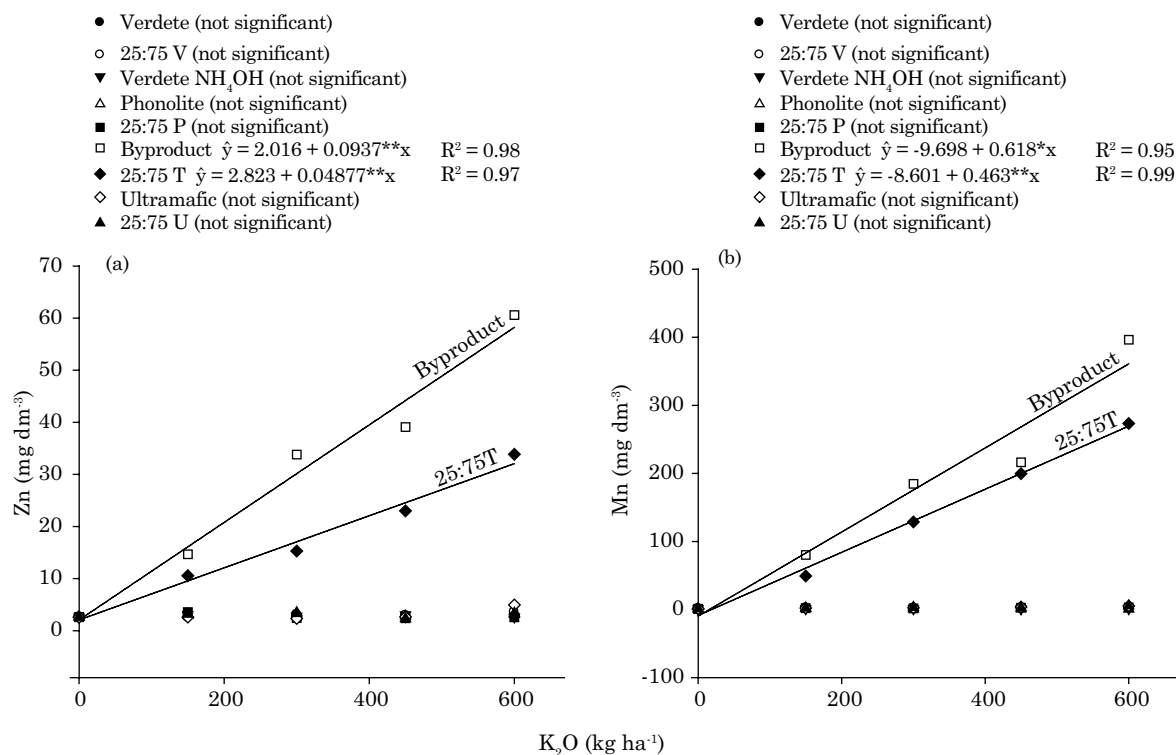 Verdete (not significant)
25:75 V (not significant)
Verdete NH₄OH (not significant)
Phonolite (not significant)
25:75 P (not significant)
Byproduct ŷ = 2.016 + 0.0937**x R² = 0.98
25:75 T ŷ = 2.823 + 0.04877**x R² = 0.97
Ultramafic (not significant)
25:75 U (not significant)
(a)
70
60
50
40
30
20
10
0
Zn (mg dm⁻³)
Byproduct
25:75T
0 200 400 600
Verdete (not significant)
25:75 V (not significant)
Verdete NH₄OH (not significant)
Phonolite (not significant)
25:75 P (not significant)
Byproduct ŷ = -9.698 + 0.618*x R² = 0.95
25:75 T ŷ = -8.601 + 0.463**x R² = 0.99
Ultramafic (not significant)
25:75 U (not significant)
(b)
500
400
300
200
100
0
-100
Mn (mg dm⁻³)
Byproduct
25:75T
0 200 400 600
K₂O (kg ha⁻¹)